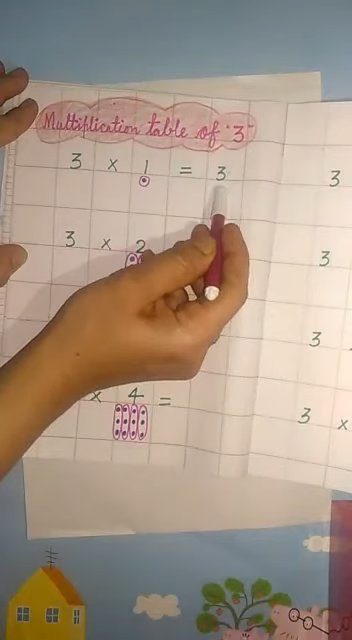 Multiplication table of "3"
3 x 1 = 3
3 x 2
x 4 =
3
3
3
3 x